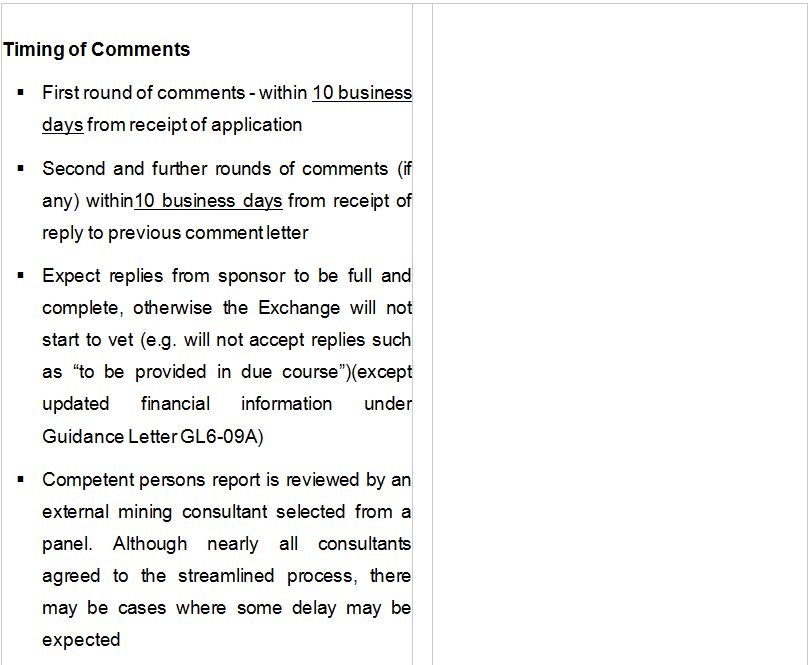 Timing of Comments
▪ First round of comments - within 10 business
days from receipt of application
▪ Second and further rounds of comments (if
any) within10 business days from receipt of
reply to previous comment letter
▪ Expect replies from sponsor to be full and
complete, otherwise the Exchange will not
start to vet (e.g. will not accept replies such
as “to be provided in due course”)(except
updated financial information under
Guidance Letter GL6-09A)
▪ Competent persons report is reviewed by an
external mining consultant selected from a
panel. Although nearly all consultants
agreed to the streamlined process, there
may be cases where some delay may be
expected